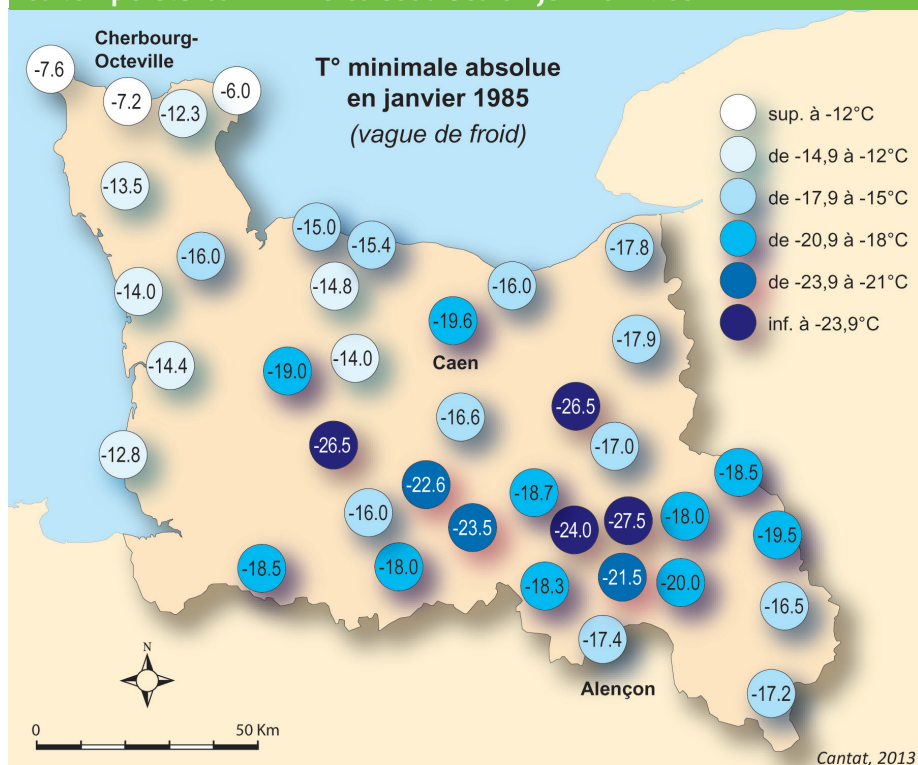 Cherbourg-
Octeville
T° minimale absolue
en janvier 1985
(vague de froid)
sup. à -12°C
de -14,9 à -12°C
de -17,9 à -15°C
de -20,9 à -18°C
de -23,9 à -21°C
inf. à -23,9°C
-7.6
-7.2
-12.3
-6.0
-13.5
-16.0
-14.0
-15.0
-15.4
-14.8
-16.0
-17.8
-19.6
Caen
-17.9
-14.4
-19.0
-14.0
-12.8
-26.5
-16.6
-26.5
-17.0
-22.6
-16.0
-23.5
-18.7
-24.0
-27.5
-18.0
-18.5
-19.5
-18.5
-18.0
-18.3
-21.5
-20.0
-16.5
-17.4
Alençon
-17.2
N
0
50 Km
Cantat, 2013